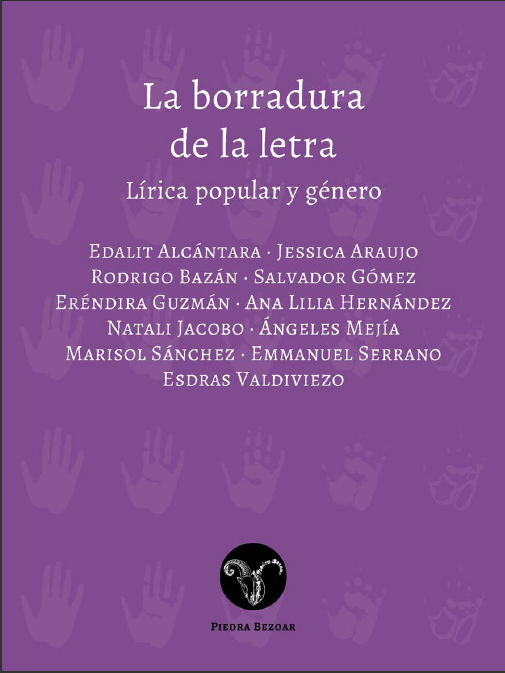 La borradura
de la letra
Lírica popular y género
Edalit Alcántara · Jessica Araujo
Rodrigo Bazán · Salvador Gómez
Eréndira Guzmán · Ana Lilia Hernández
Natali Jacobo · Ángeles Mejía
Marisol Sánchez · Emmanuel Serrano
Esdras Valdiviezo
Piedra Bezoar